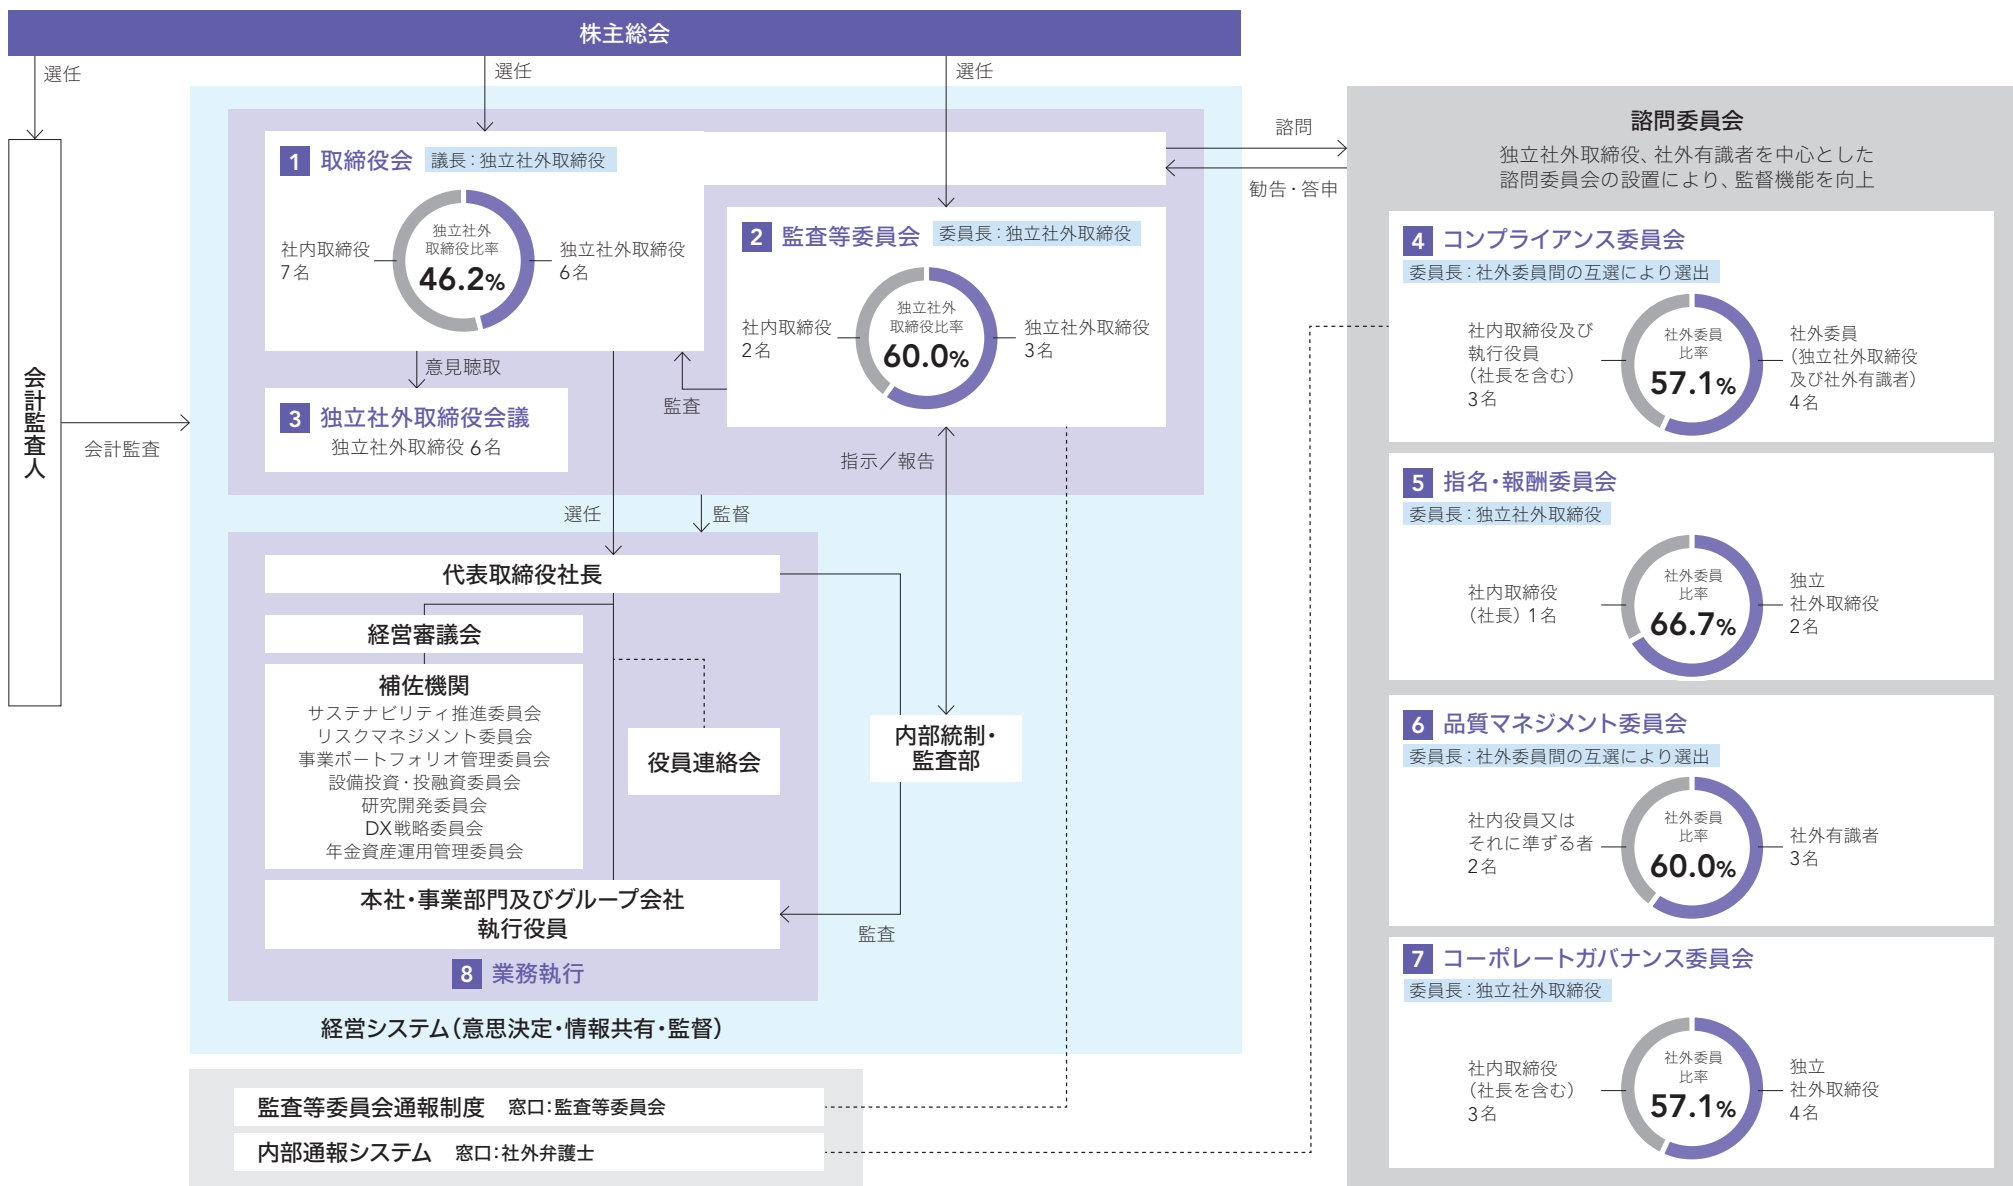 株主総会
選任
選任
選任
会計監査人
会計監査
1 取締役会 議長：独立社外取締役
独立社外
取締役比率
46.2%
社内取締役
7名
独立社外取締役
6名
2 監査等委員会 委員長：独立社外取締役
独立社外
取締役比率
60.0%
社内取締役
2名
独立社外取締役
3名
意見聴取
監査
3 独立社外取締役会議
独立社外取締役 6名
指示／報告
選任
監督
代表取締役社長
経営審議会
補佐機関
サステナビリティ推進委員会
リスクマネジメント委員会
事業ポートフォリオ管理委員会
設備投資・投融資委員会
研究開発委員会
DX戦略委員会
年金資産運用管理委員会
役員連絡会
内部統制・
監査部
本社・事業部門及びグループ会社
執行役員
監査
8 業務執行
経営システム（意思決定・情報共有・監督）
監査等委員会通報制度 窓口：監査等委員会
内部通報システム 窓口：社外弁護士
諮問
勧告・答申
諮問委員会
独立社外取締役、社外有識者を中心とした
諮問委員会の設置により、監督機能を向上
4 コンプライアンス委員会
委員長：社外委員間の互選により選出
社内取締役及び
執行役員
（社長を含む）
3名
社外委員
比率
57.1%
社外委員
（独立社外取締役
及び社外有識者）
4名
5 指名・報酬委員会
委員長：独立社外取締役
社内取締役
（社長）1名
社外委員
比率
66.7%
独立
社外取締役
2名
6 品質マネジメント委員会
委員長：社外委員間の互選により選出
社内役員又は
それに準ずる者
2名
社外委員
比率
60.0%
社外有識者
3名
7 コーポレートガバナンス委員会
委員長：独立社外取締役
社内取締役
（社長を含む）
3名
社外委員
比率
57.1%
独立
社外取締役
4名